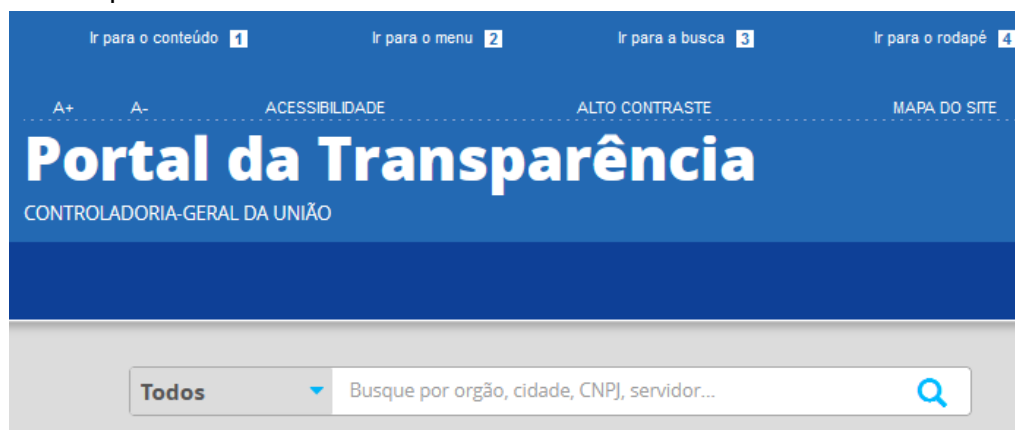 Ir para o conteúdo 1 Ir para o menu 2 Ir para a busca 3 Ir para o rodapé 4
A+ A- ACESSIBILIDADE ALTO CONTRASTE MAPA DO SITE
Portal da Transparência
CONTROLADORIA-GERAL DA UNIÃO
Todos Busque por orgão, cidade, CNPJ, servidor...